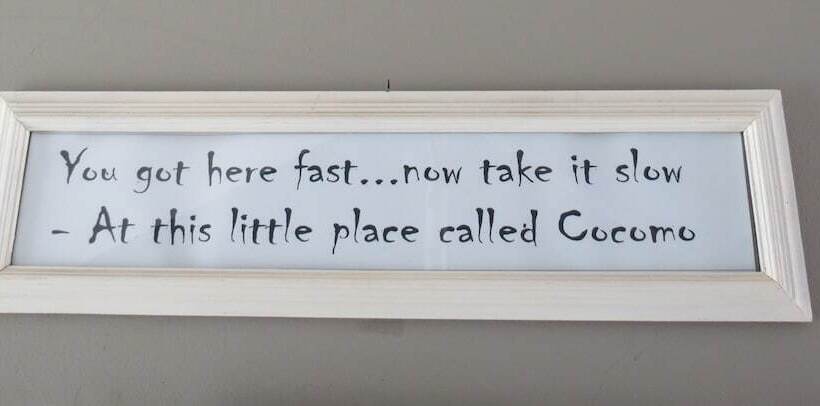 You got here fast...now take it slow
- At this little place called Cocomo